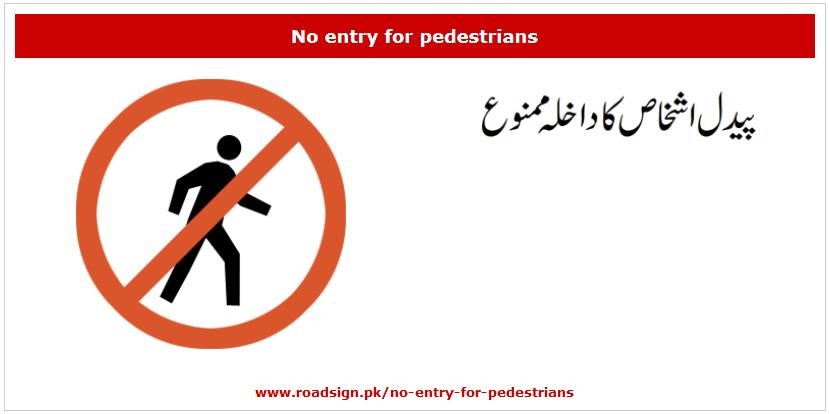 No entry for pedestrians
پیدل اشخاص کا داخلہ ممنوع
www.roadsign.pk/no-entry-for-pedestrians